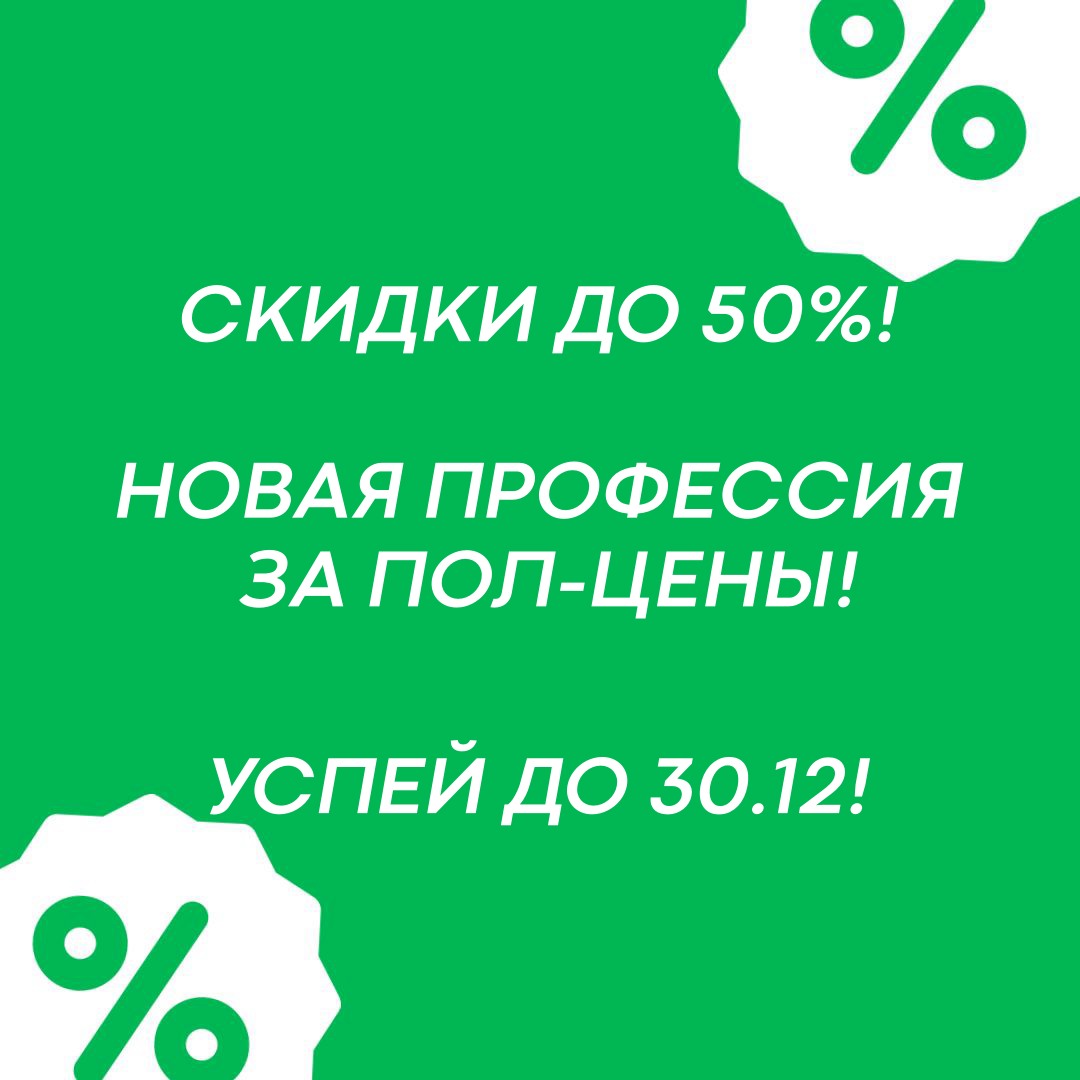 %
СКИДКИ ДО 50%!
НОВАЯ ПРОФЕССИЯ
ЗА ПОЛ-ЦЕНЫ!
УСПЕЙ ДО 30.12!
%